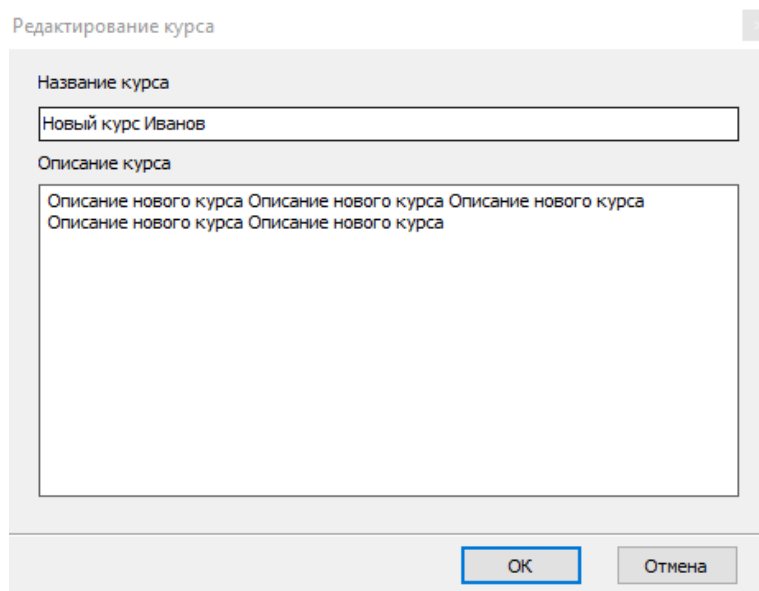 Редактирование курса
Название курса
Новый курс Иванов
Описание курса
Описание нового курса Описание нового курса Описание нового курса
Описание нового курса Описание нового курса
ОК
Отмена